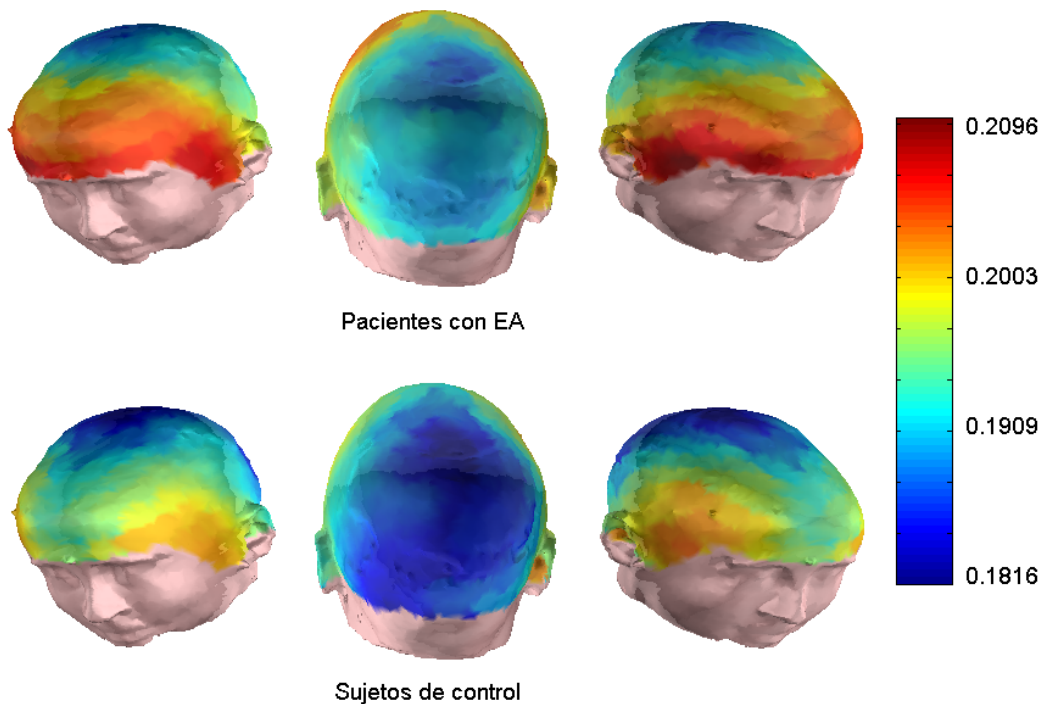 0.2096
0.2003
0.1909
0.1816
Pacientes con EA
Sujetos de control